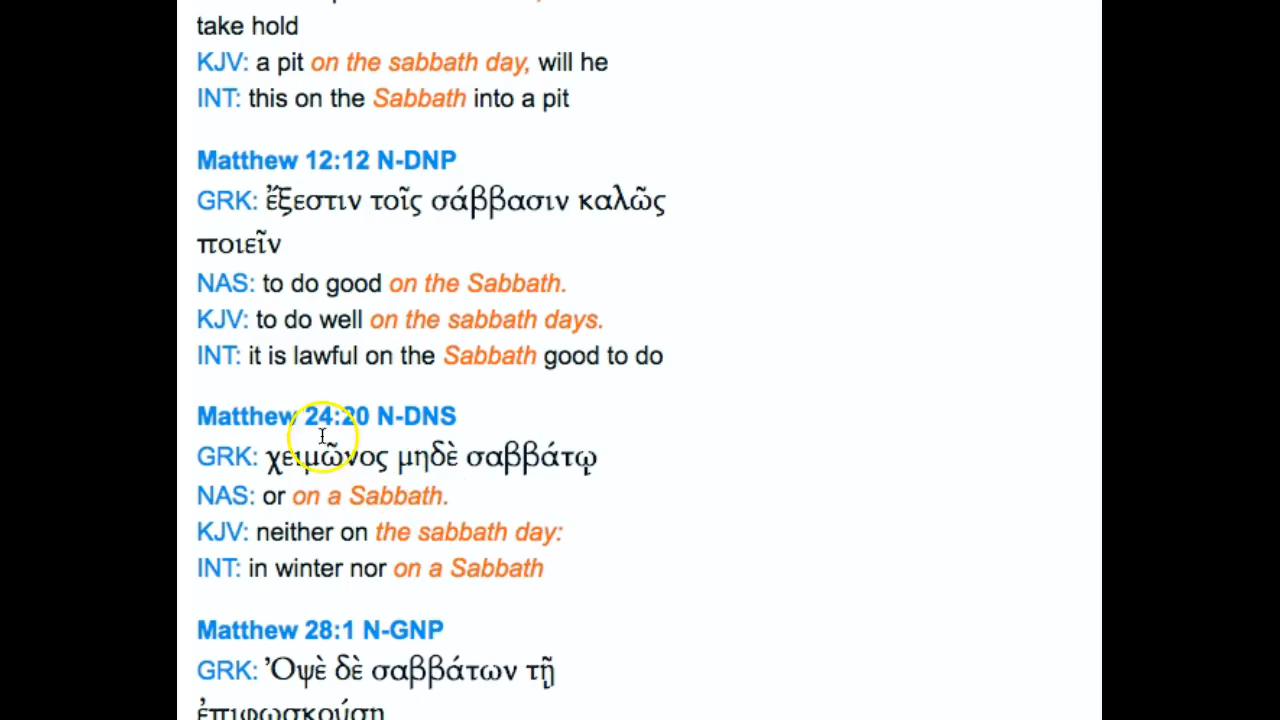 take hold
KJV: a pit on the sabbath day, will he
INT: this on the Sabbath into a pit
Matthew 12:12 N-DNP
GRK: ἔξεστιν τοῖς σάββασιν καλῶς
ποιεῖν
NAS: to do good on the Sabbath.
KJV: to do well on the sabbath days.
INT: it is lawful on the Sabbath good to do
Matthew 24:20 N-DNS
GRK: χειμῶνος μηδὲ σαββάτῳ
NAS: or on a Sabbath.
KJV: neither on the sabbath day:
INT: in winter nor on a Sabbath
Matthew 28:1 N-GNP
GRK: Ὀψὲ δὲ σαββάτων τῇ
ἐπιφωσκούσῃ